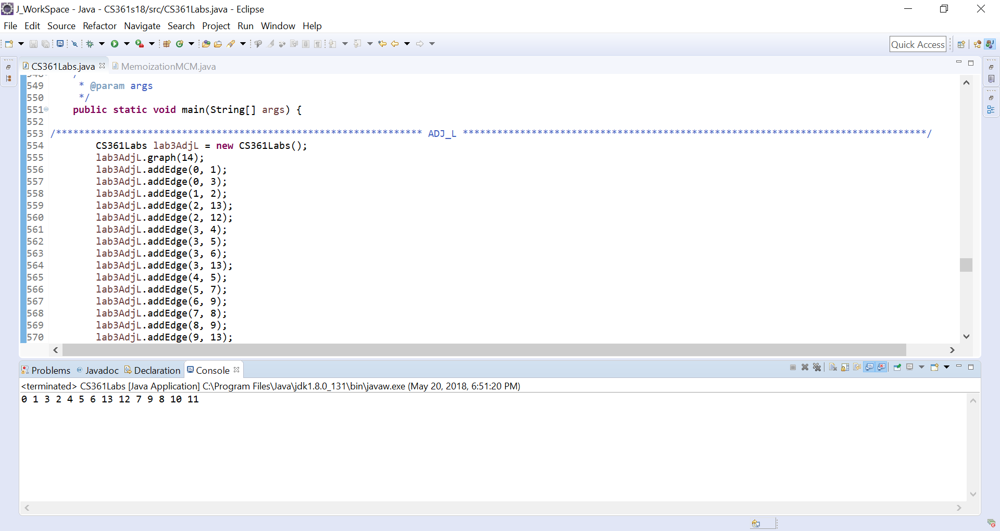 J_WorkSpace - Java - CS361s18/src/CS361Labs.java - Eclipse
File Edit Source Refactor Navigate Search Project Run Window Help
Quick Access
CS361Labs.java MemoizationMCM.java
549 * @param args
550 */
551 public static void main(String[] args) {
552
553 /**************************************************************** ADJ_L *********************************************************************************/
554 CS361Labs lab3AdjL = new CS361Labs();
555 lab3AdjL.graph(14);
556 lab3AdjL.addEdge(0, 1);
557 lab3AdjL.addEdge(0, 3);
558 lab3AdjL.addEdge(1, 2);
559 lab3AdjL.addEdge(2, 13);
560 lab3AdjL.addEdge(2, 12);
561 lab3AdjL.addEdge(3, 4);
562 lab3AdjL.addEdge(3, 5);
563 lab3AdjL.addEdge(3, 6);
564 lab3AdjL.addEdge(3, 13);
565 lab3AdjL.addEdge(4, 5);
566 lab3AdjL.addEdge(5, 7);
567 lab3AdjL.addEdge(6, 9);
568 lab3AdjL.addEdge(7, 8);
569 lab3AdjL.addEdge(8, 9);
570 lab3AdjL.addEdge(9, 13);
Problems @ Javadoc Declaration Console
<terminated> CS361Labs [Java Application] C:\Program Files\Java\jdk1.8.0_131\bin\javaw.exe (May 20, 2018, 6:51:20 PM)
0 1 3 2 4 5 6 13 12 7 9 8 10 11